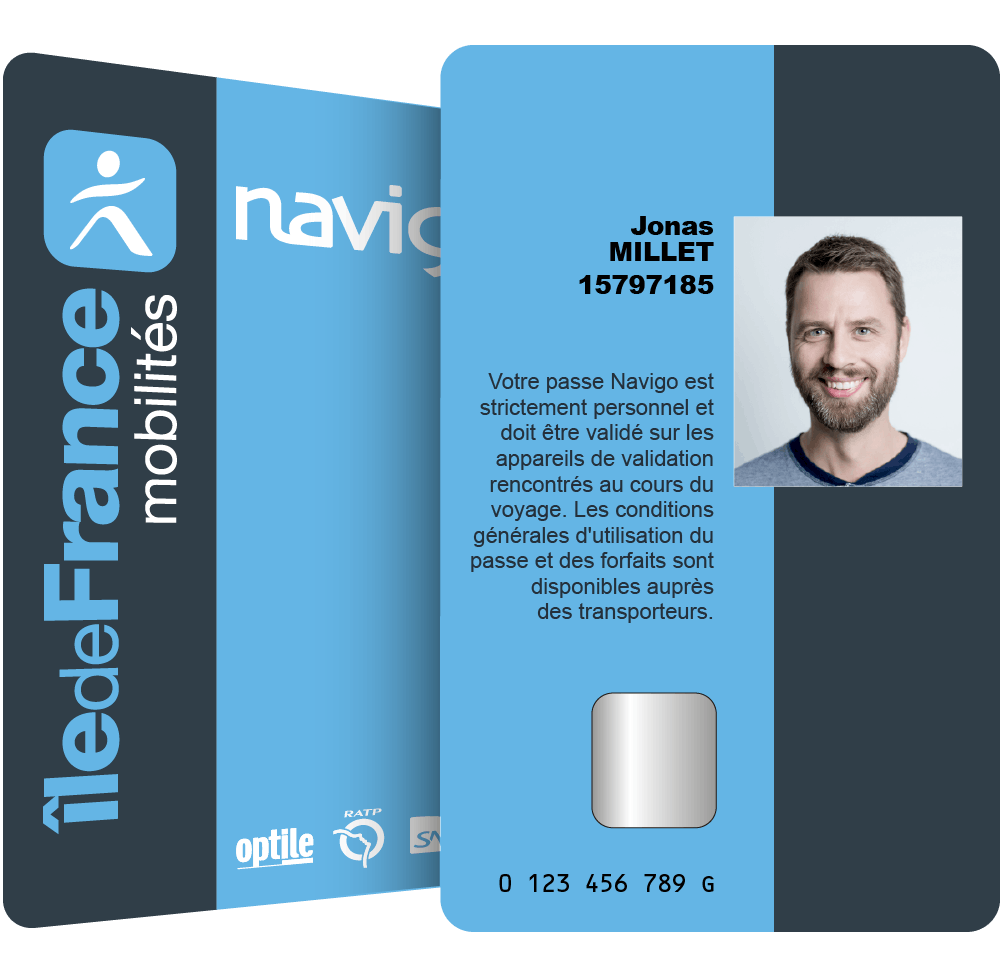 îledeFrance
mobilités
navig
optile
RATP
SN
Jonas
MILLET
15797185
Votre passe Navigo est
strictement personnel et
doit être validé sur les
appareils de validation
rencontrés au cours du
voyage. Les conditions
générales d'utilisation du
passe et des forfaits sont
disponibles auprès
des transporteurs.
0 123 456 789 G